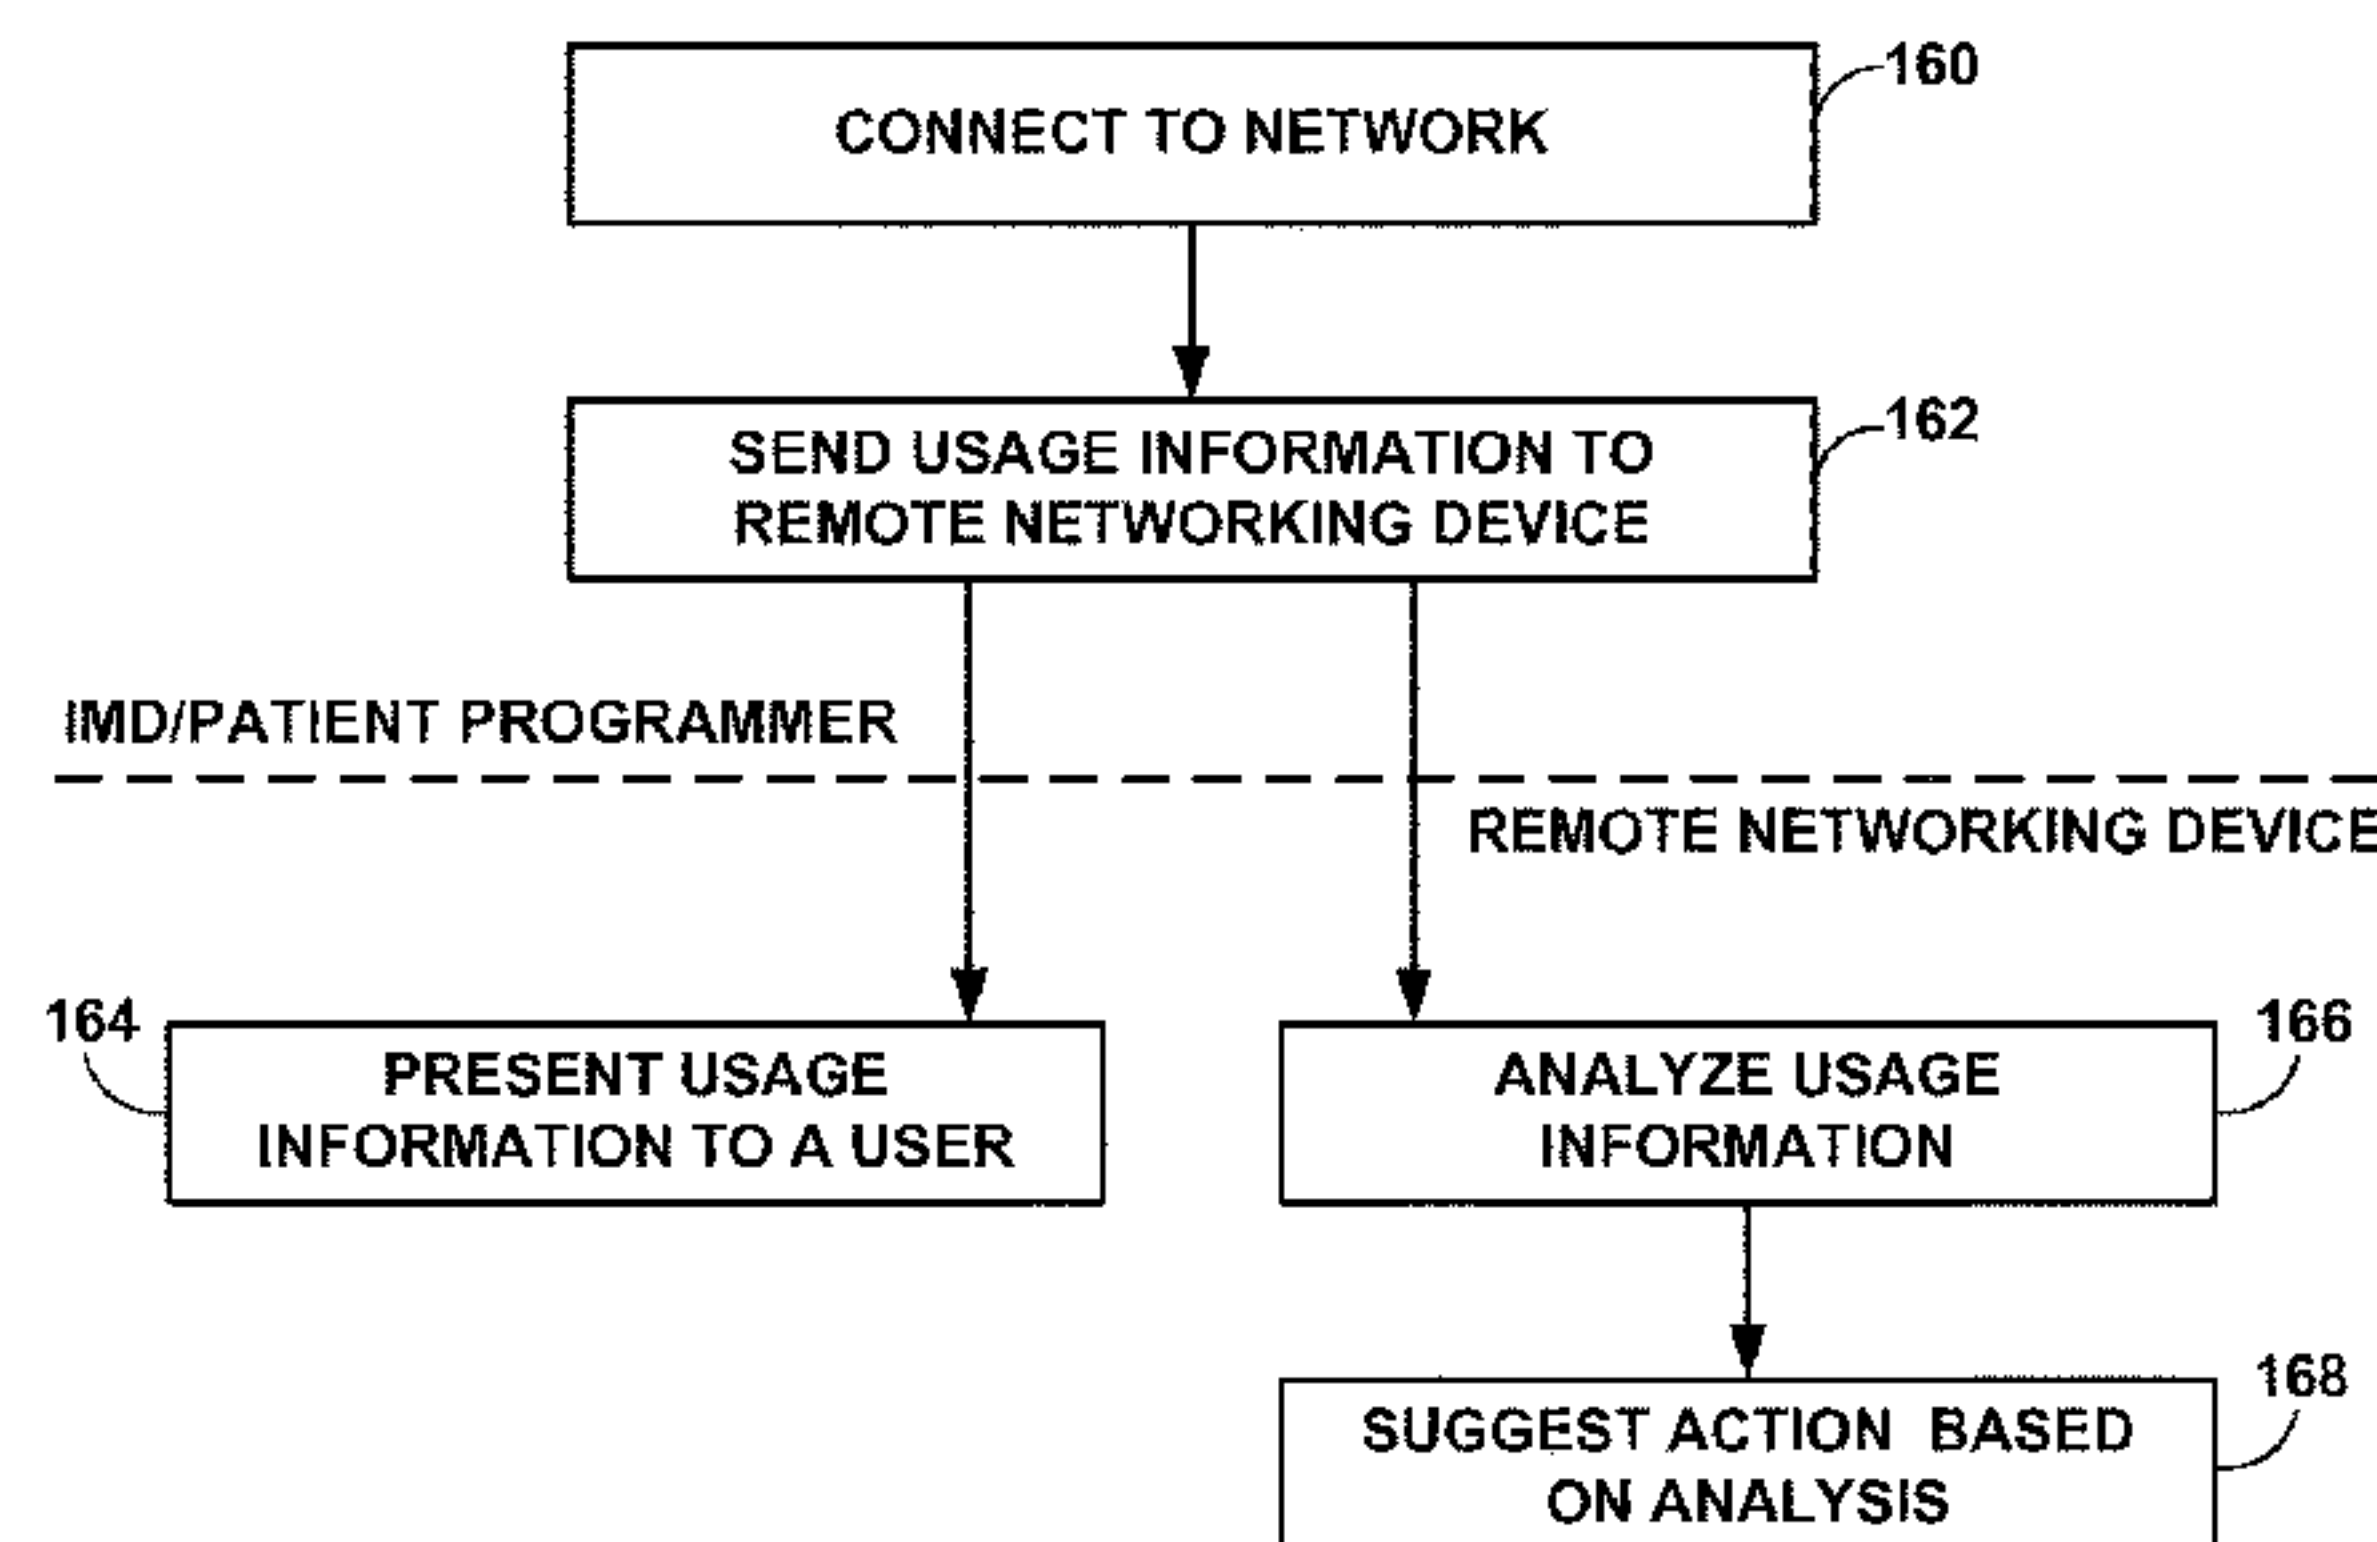 160
CONNECT TO NETWORK
162
SEND USAGE INFORMATION TO
REMOTE NETWORKING DEVICE
IMD/PATIENT PROGRAMMER
REMOTE NETWORKING DEVICE
164
PRESENT USAGE
INFORMATION TO A USER
166
ANALYZE USAGE
INFORMATION
168
SUGGEST ACTION BASED
ON ANALYSIS